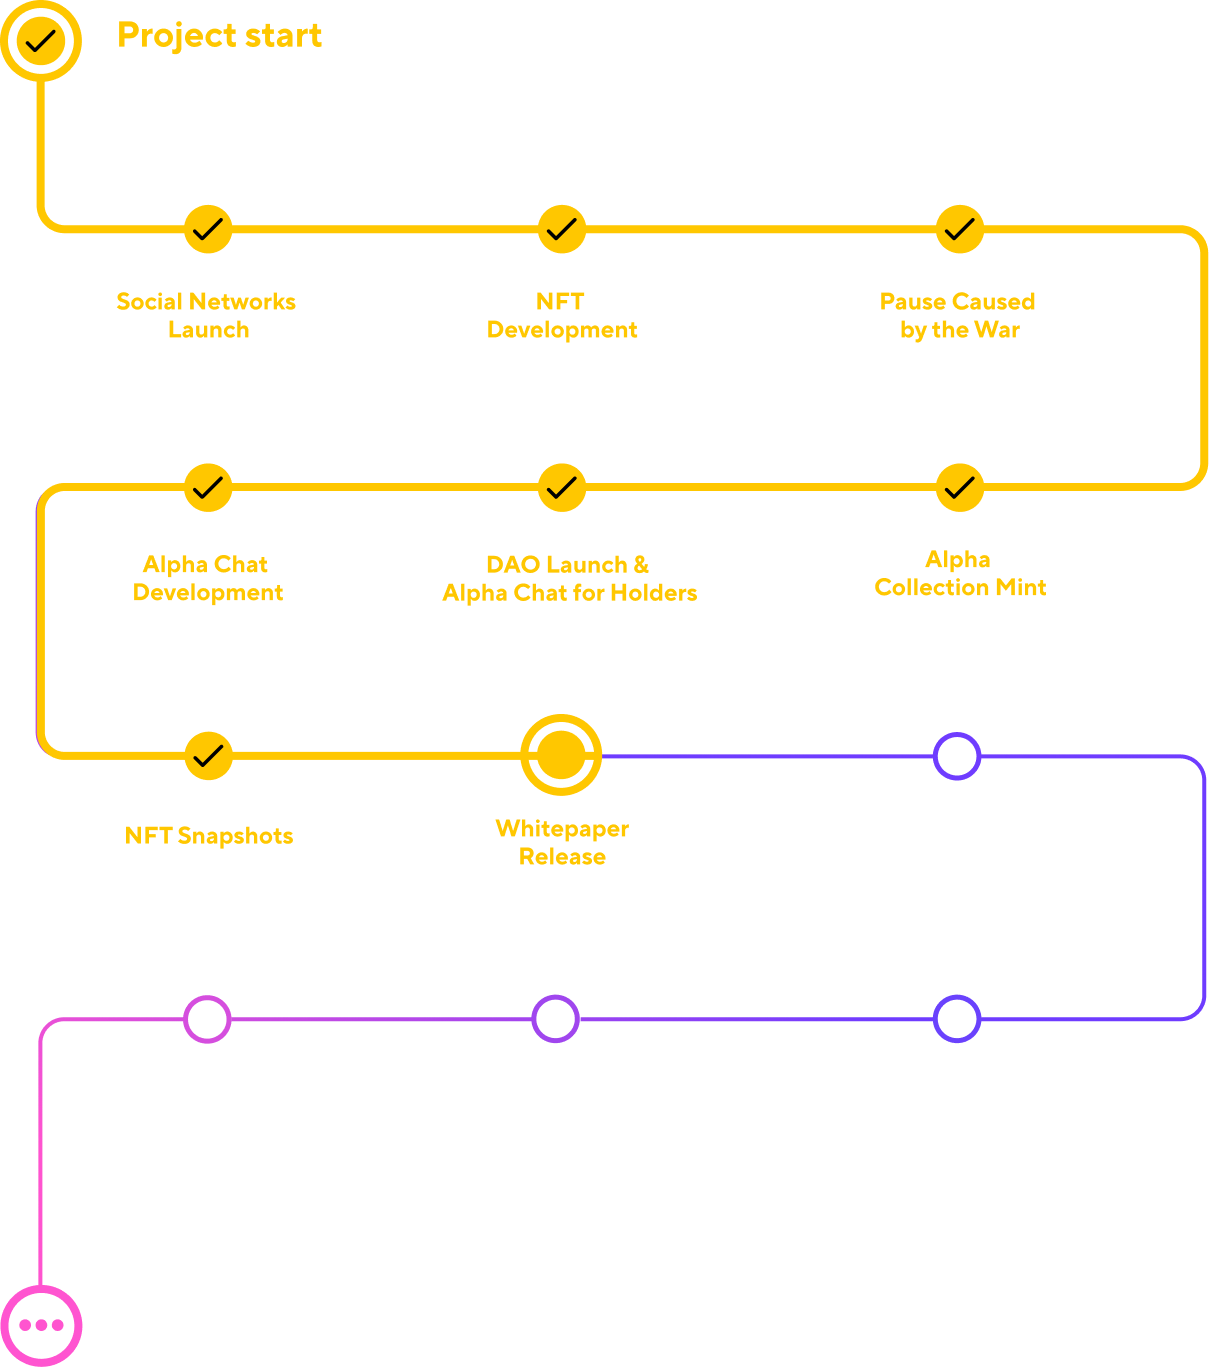 Project start
Social Networks
Launch
NFT
Development
Pause Caused
by the War
Alpha Chat
Development
DAO Launch &
Alpha Chat for Holders
Alpha
Collection Mint
NFT Snapshots
Whitepaper
Release